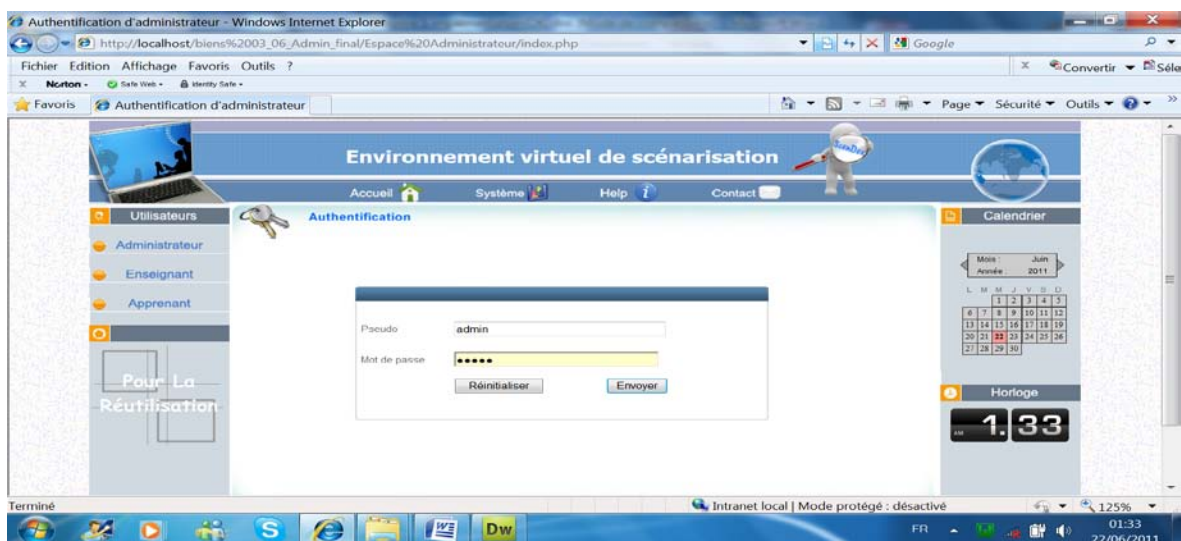 Authentification d'administrateur - Windows Internet Explorer
http://localhost/biens%2003_06_Admin_final/Espace%20Administrateur/index.php
Google
Fichier Edition Affichage Favoris Outils ?
X Convertir Séle
X Norton - Safe Web - Identity Safe -
Favoris Authentification d'administrateur
Page Sécurité Outils »
Environnement virtuel de scénarisation
Accueil Système Help Contact
Utilisateurs
Administrateur
Enseignant
Apprenant
Pour La
Réutilisation
Authentification
Pseudo admin
Mot de passe •••••
Réinitialiser Envoyer
Calendrier
Mois : Juin
Année : 2011
L M M J V S D
1 2 3 4 5
6 7 8 9 10 11 12
13 14 15 16 17 18 19
20 21 22 23 24 25 26
27 28 29 30
Horloge
AM 1. 33
Terminé
Intranet local | Mode protégé : désactivé
125%
Dw
FR
01:33
22/06/2011